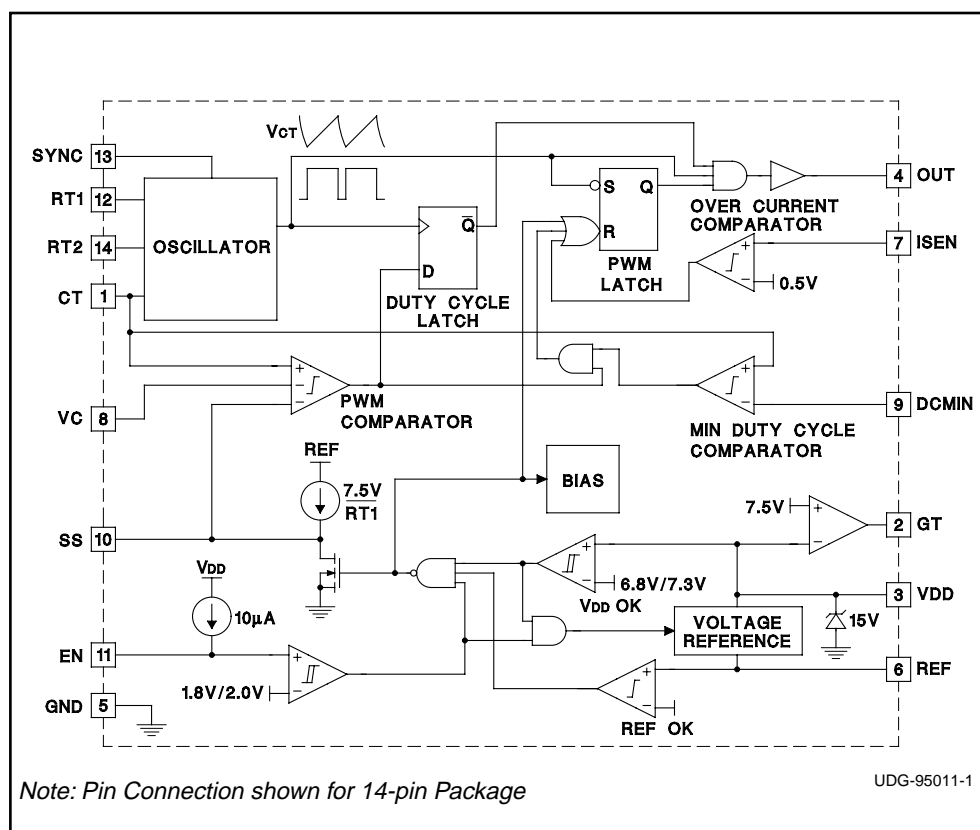 VCT
SYNC 13
RT1 12
RT2 14
CT 1
OSCILLATOR
Q
D
DUTY CYCLE
LATCH
S Q
R
PWM
LATCH
4 OUT
OVER CURRENT
COMPARATOR
7 ISEN
+
−
0.5V
VC 8
+
−
−
PWM
COMPARATOR
+
−
9 DCMIN
MIN DUTY CYCLE
COMPARATOR
REF
7.5V
RT1
BIAS
7.5V
+
−
2 GT
SS 10
VDD
10µA
+
−
6.8V/7.3V
VDD OK
3 VDD
15V
VOLTAGE
REFERENCE
EN 11
+
−
1.8V/2.0V
+
−
REF OK
6 REF
GND 5
Note: Pin Connection shown for 14-pin Package
UDG-95011-1